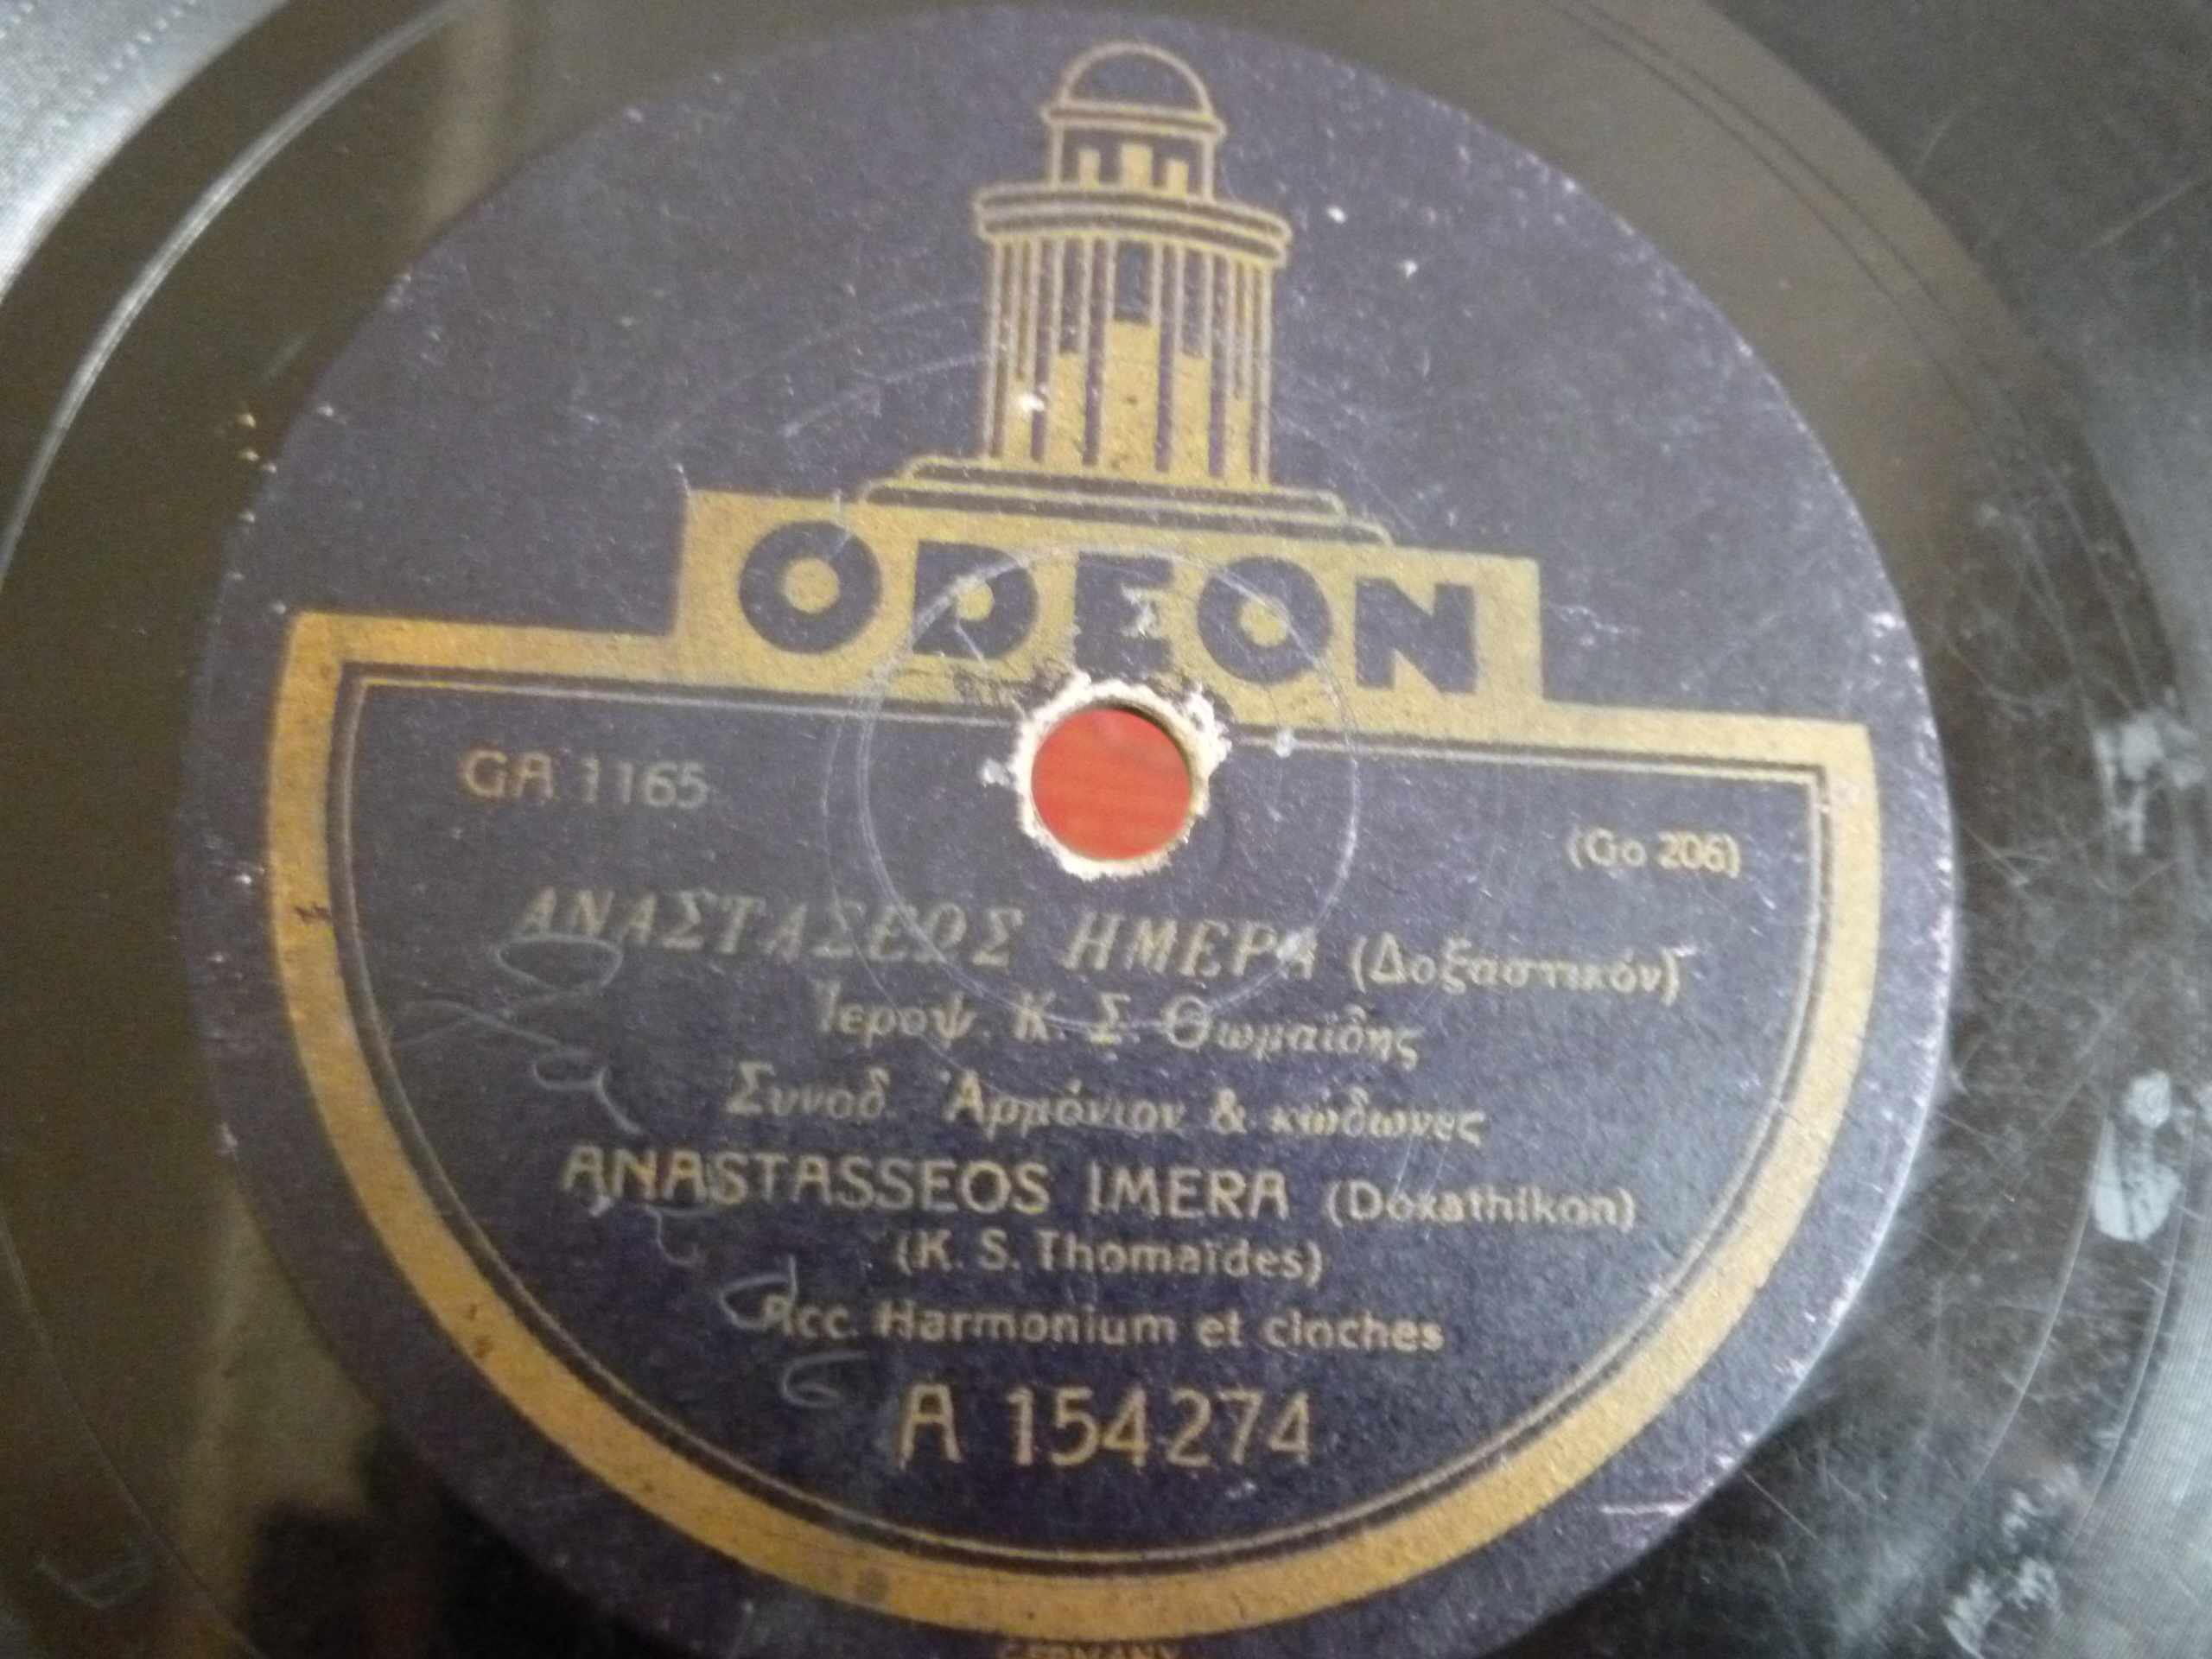 ODEON
GA 1165
(Go 206)
ΑΝΑΣΤΑΣΕΩΣ ΗΜΕΡΑ (Δοξαστικόν)
Ἱεροψ. Κ. Σ. Θωμαΐδης
Συνοδ. Ἁρμόνιον & κώδωνες
ANASTASSEOS IMERA (Doxathikon)
(K. S. Thomaïdes)
Acc. Harmonium et cloches
A 154274
GERMANY